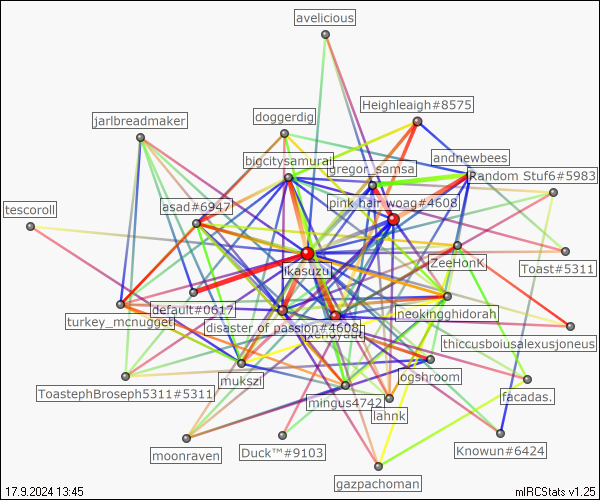 avelicious
Heighleaigh#8575
jarlbreadmaker
doggerdig
andnewbees
bigcitysamurai
gregor_samsa
Random Stuf6#5983
tescoroll
asad#6947
pink hair woag#4608
ikasuzu
ZeeHonK
Toast#5311
default#0617
neokingghidorah
turkey_mcnugget
disaster of passion#4608
thiccusboiusalexusjoneus
mukszi
ogshroom
ToastephBroseph5311#5311
mingus4742
facadas.
lahnk
moonraven
Duck™#9103
Knowun#6424
gazpachoman
17.9.2024 13:45
mIRCStats v1.25